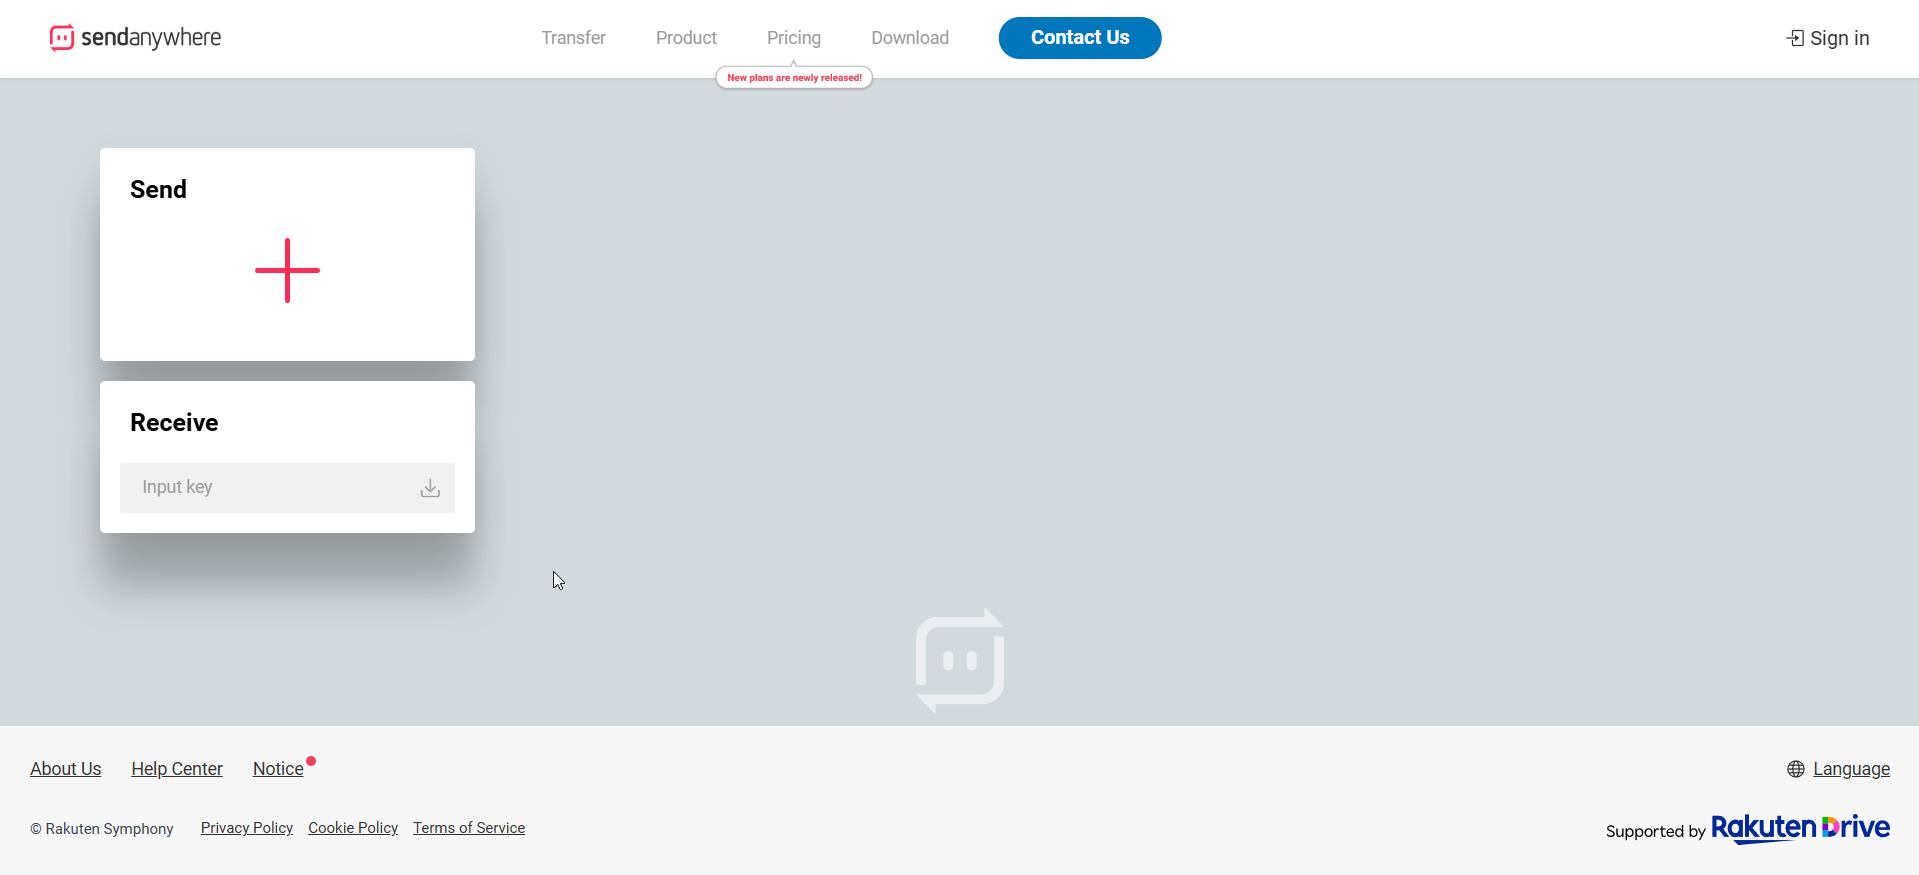 sendanywhere
Transfer Product Pricing Download Contact Us Sign in
New plans are newly released!
Send
Receive
Input key
About Us Help Center Notice Language
© Rakuten Symphony Privacy Policy Cookie Policy Terms of Service
Supported by Rakuten Drive